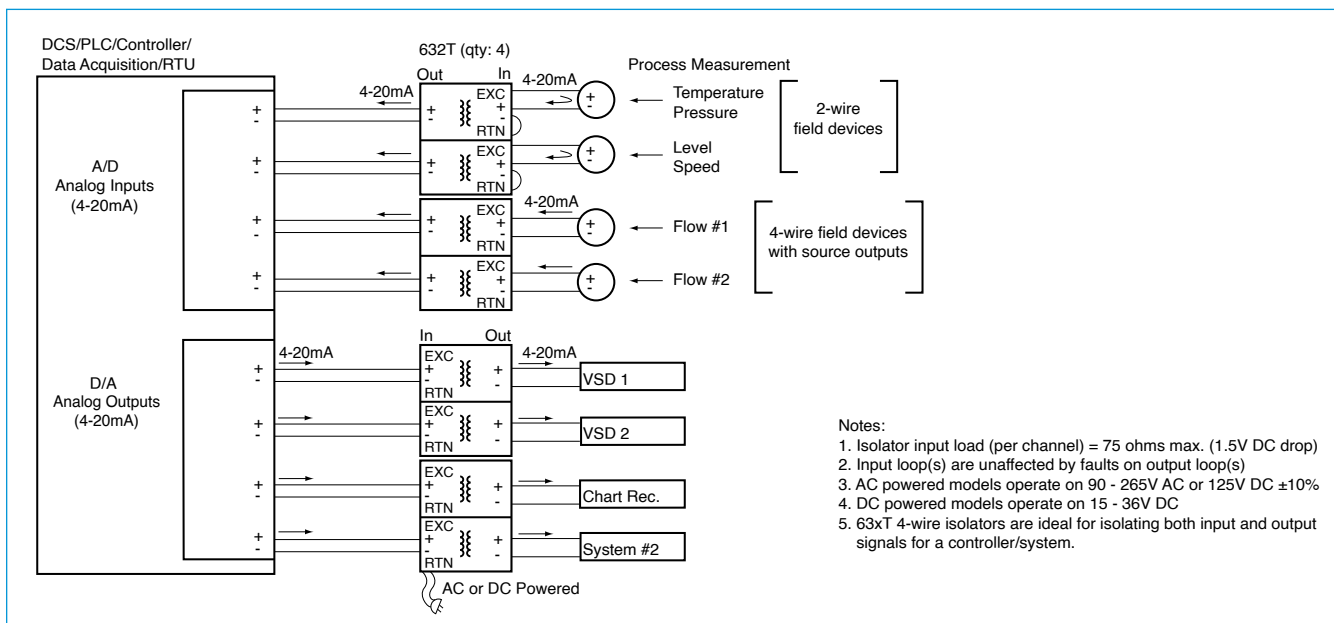 DCS/PLC/Controller/
Data Acquisition/RTU
632T (qty: 4)
Out In
Process Measurement
4-20mA
4-20mA
A/D
Analog Inputs
(4-20mA)
+
-
+
-
EXC
+
-
RTN
+
-
Temperature
Pressure
2-wire
field devices
+
-
+
-
EXC
+
-
RTN
+
-
Level
Speed
4-20mA
+
-
+
-
EXC
+
-
RTN
+
-
Flow #1
4-wire field devices
with source outputs
+
-
+
-
EXC
+
-
RTN
+
-
Flow #2
In Out
4-20mA
4-20mA
D/A
Analog Outputs
(4-20mA)
+
-
EXC
+
-
RTN
+
-
VSD 1
+
-
EXC
+
-
RTN
+
-
VSD 2
+
-
EXC
+
-
RTN
+
-
Chart Rec.
+
-
EXC
+
-
RTN
+
-
System #2
AC or DC Powered
Notes:
1. Isolator input load (per channel) = 75 ohms max. (1.5V DC drop)
2. Input loop(s) are unaffected by faults on output loop(s)
3. AC powered models operate on 90 - 265V AC or 125V DC ±10%
4. DC powered models operate on 15 - 36V DC
5. 63xT 4-wire isolators are ideal for isolating both input and output
signals for a controller/system.